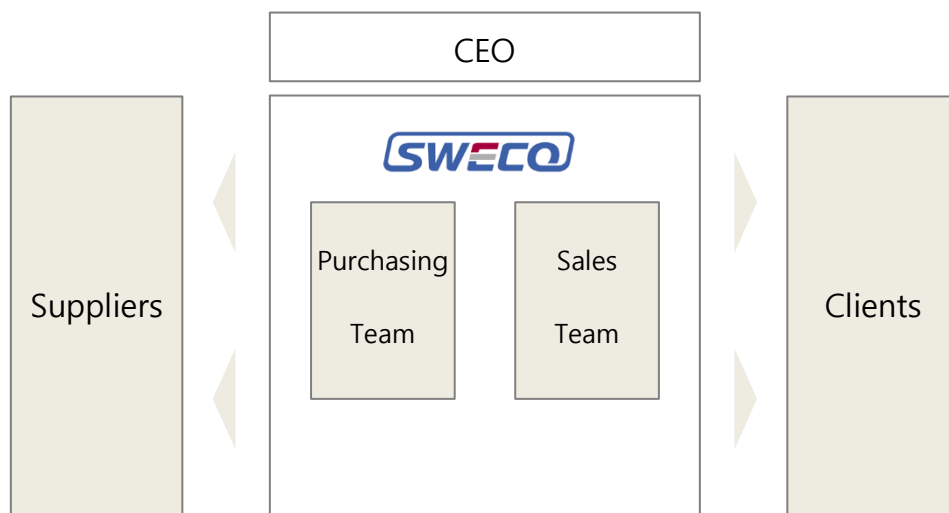 CEO
SWECO
Suppliers
Purchasing
Team
Sales
Team
Clients